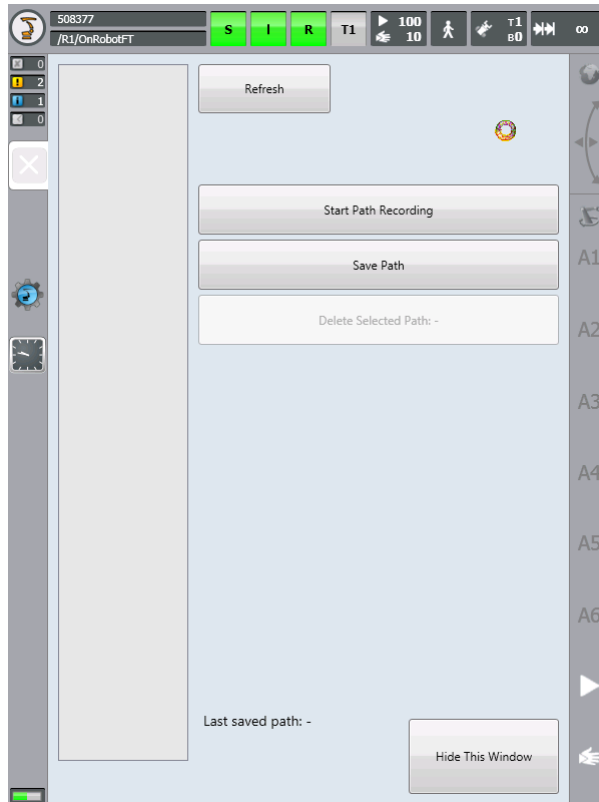 508377
/R1/OnRobotFT
S I R T1 100 10 T1 B0 ∞
0
2
1
0
Refresh
Start Path Recording
Save Path
Delete Selected Path: -
A1
A2
A3
A4
A5
A6
Last saved path: -
Hide This Window